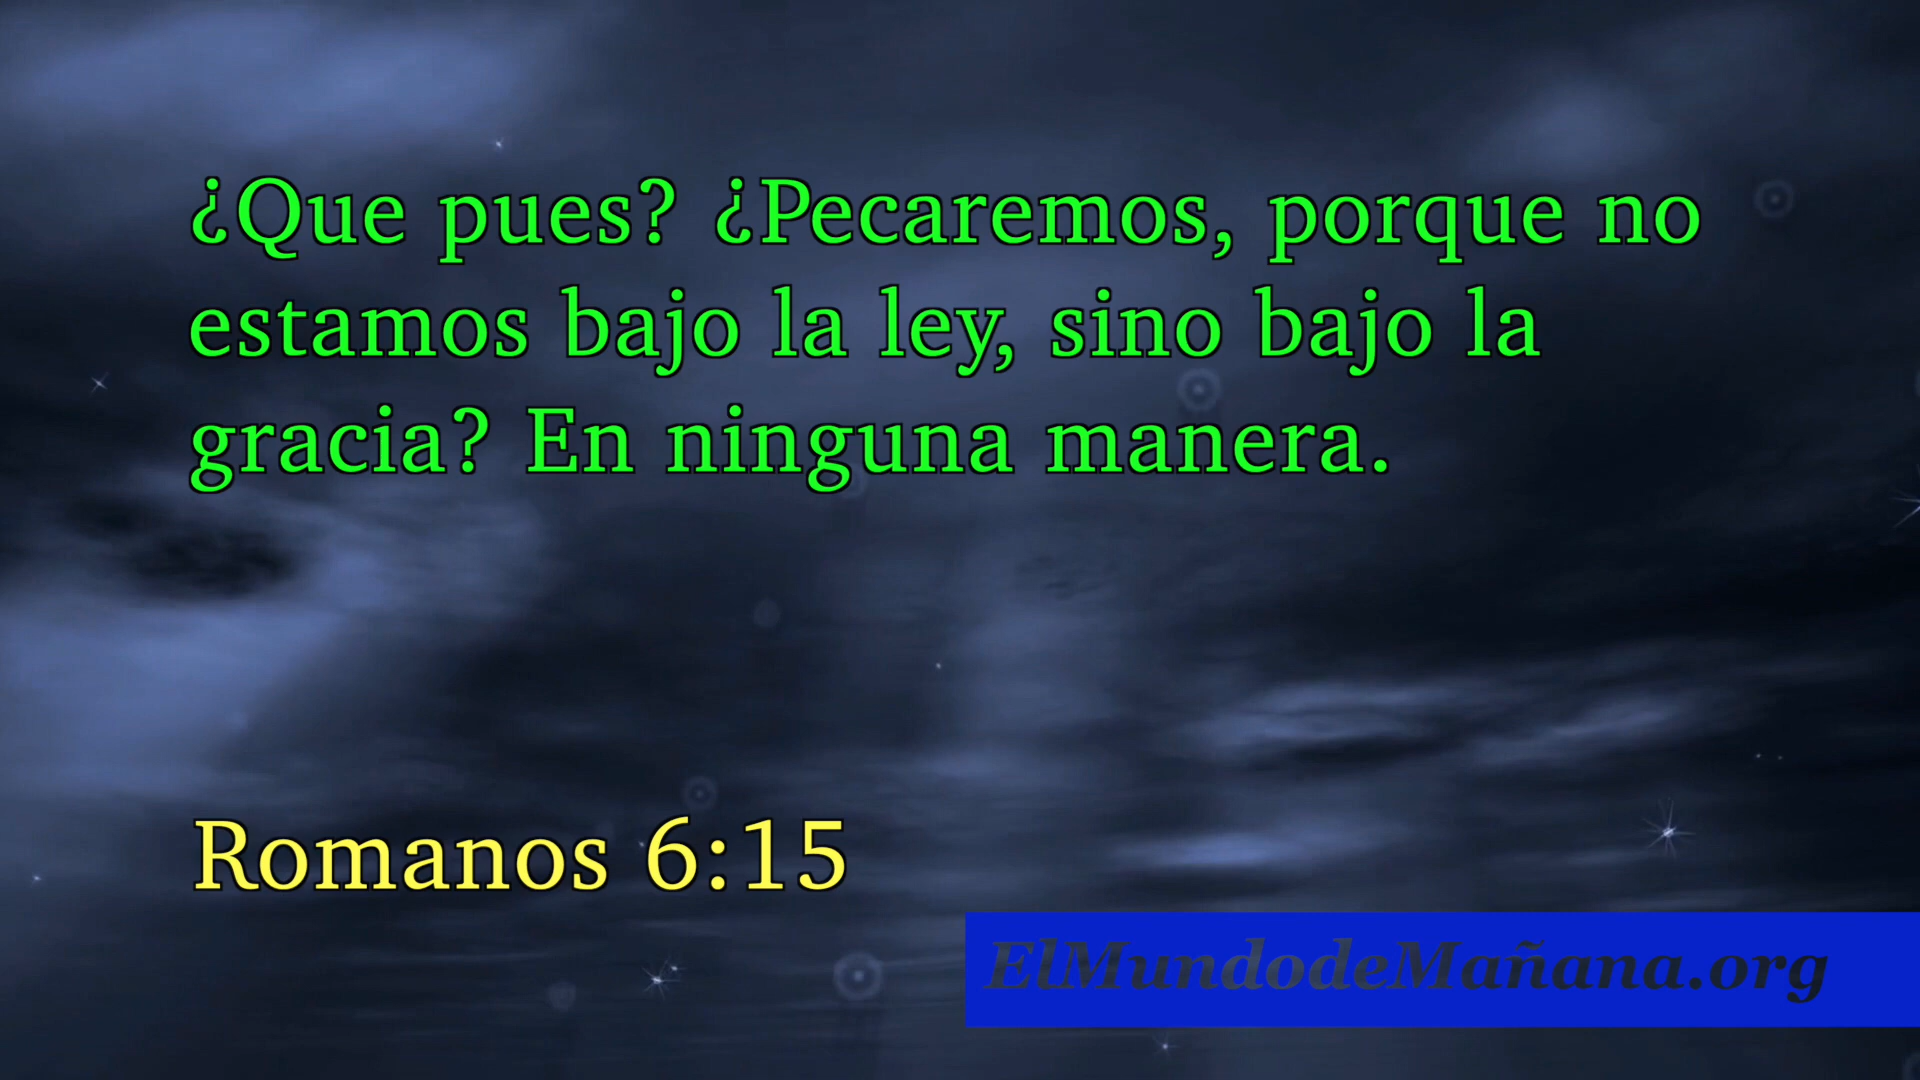 ¿Que pues? ¿Pecaremos, porque no
estamos bajo la ley, sino bajo la
gracia? En ninguna manera.
Romanos 6:15
ElMundodeMañana.org